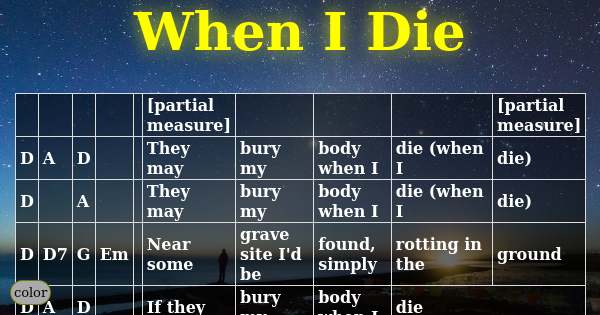 When I Die
[partial measure] [partial measure]
D A D They may bury my body when I die (when I die)
D A They may bury my body when I die (when I die)
D D7 G Em Near some grave site I'd be found, simply rotting in the ground
D A D If they bury my body when I die
color